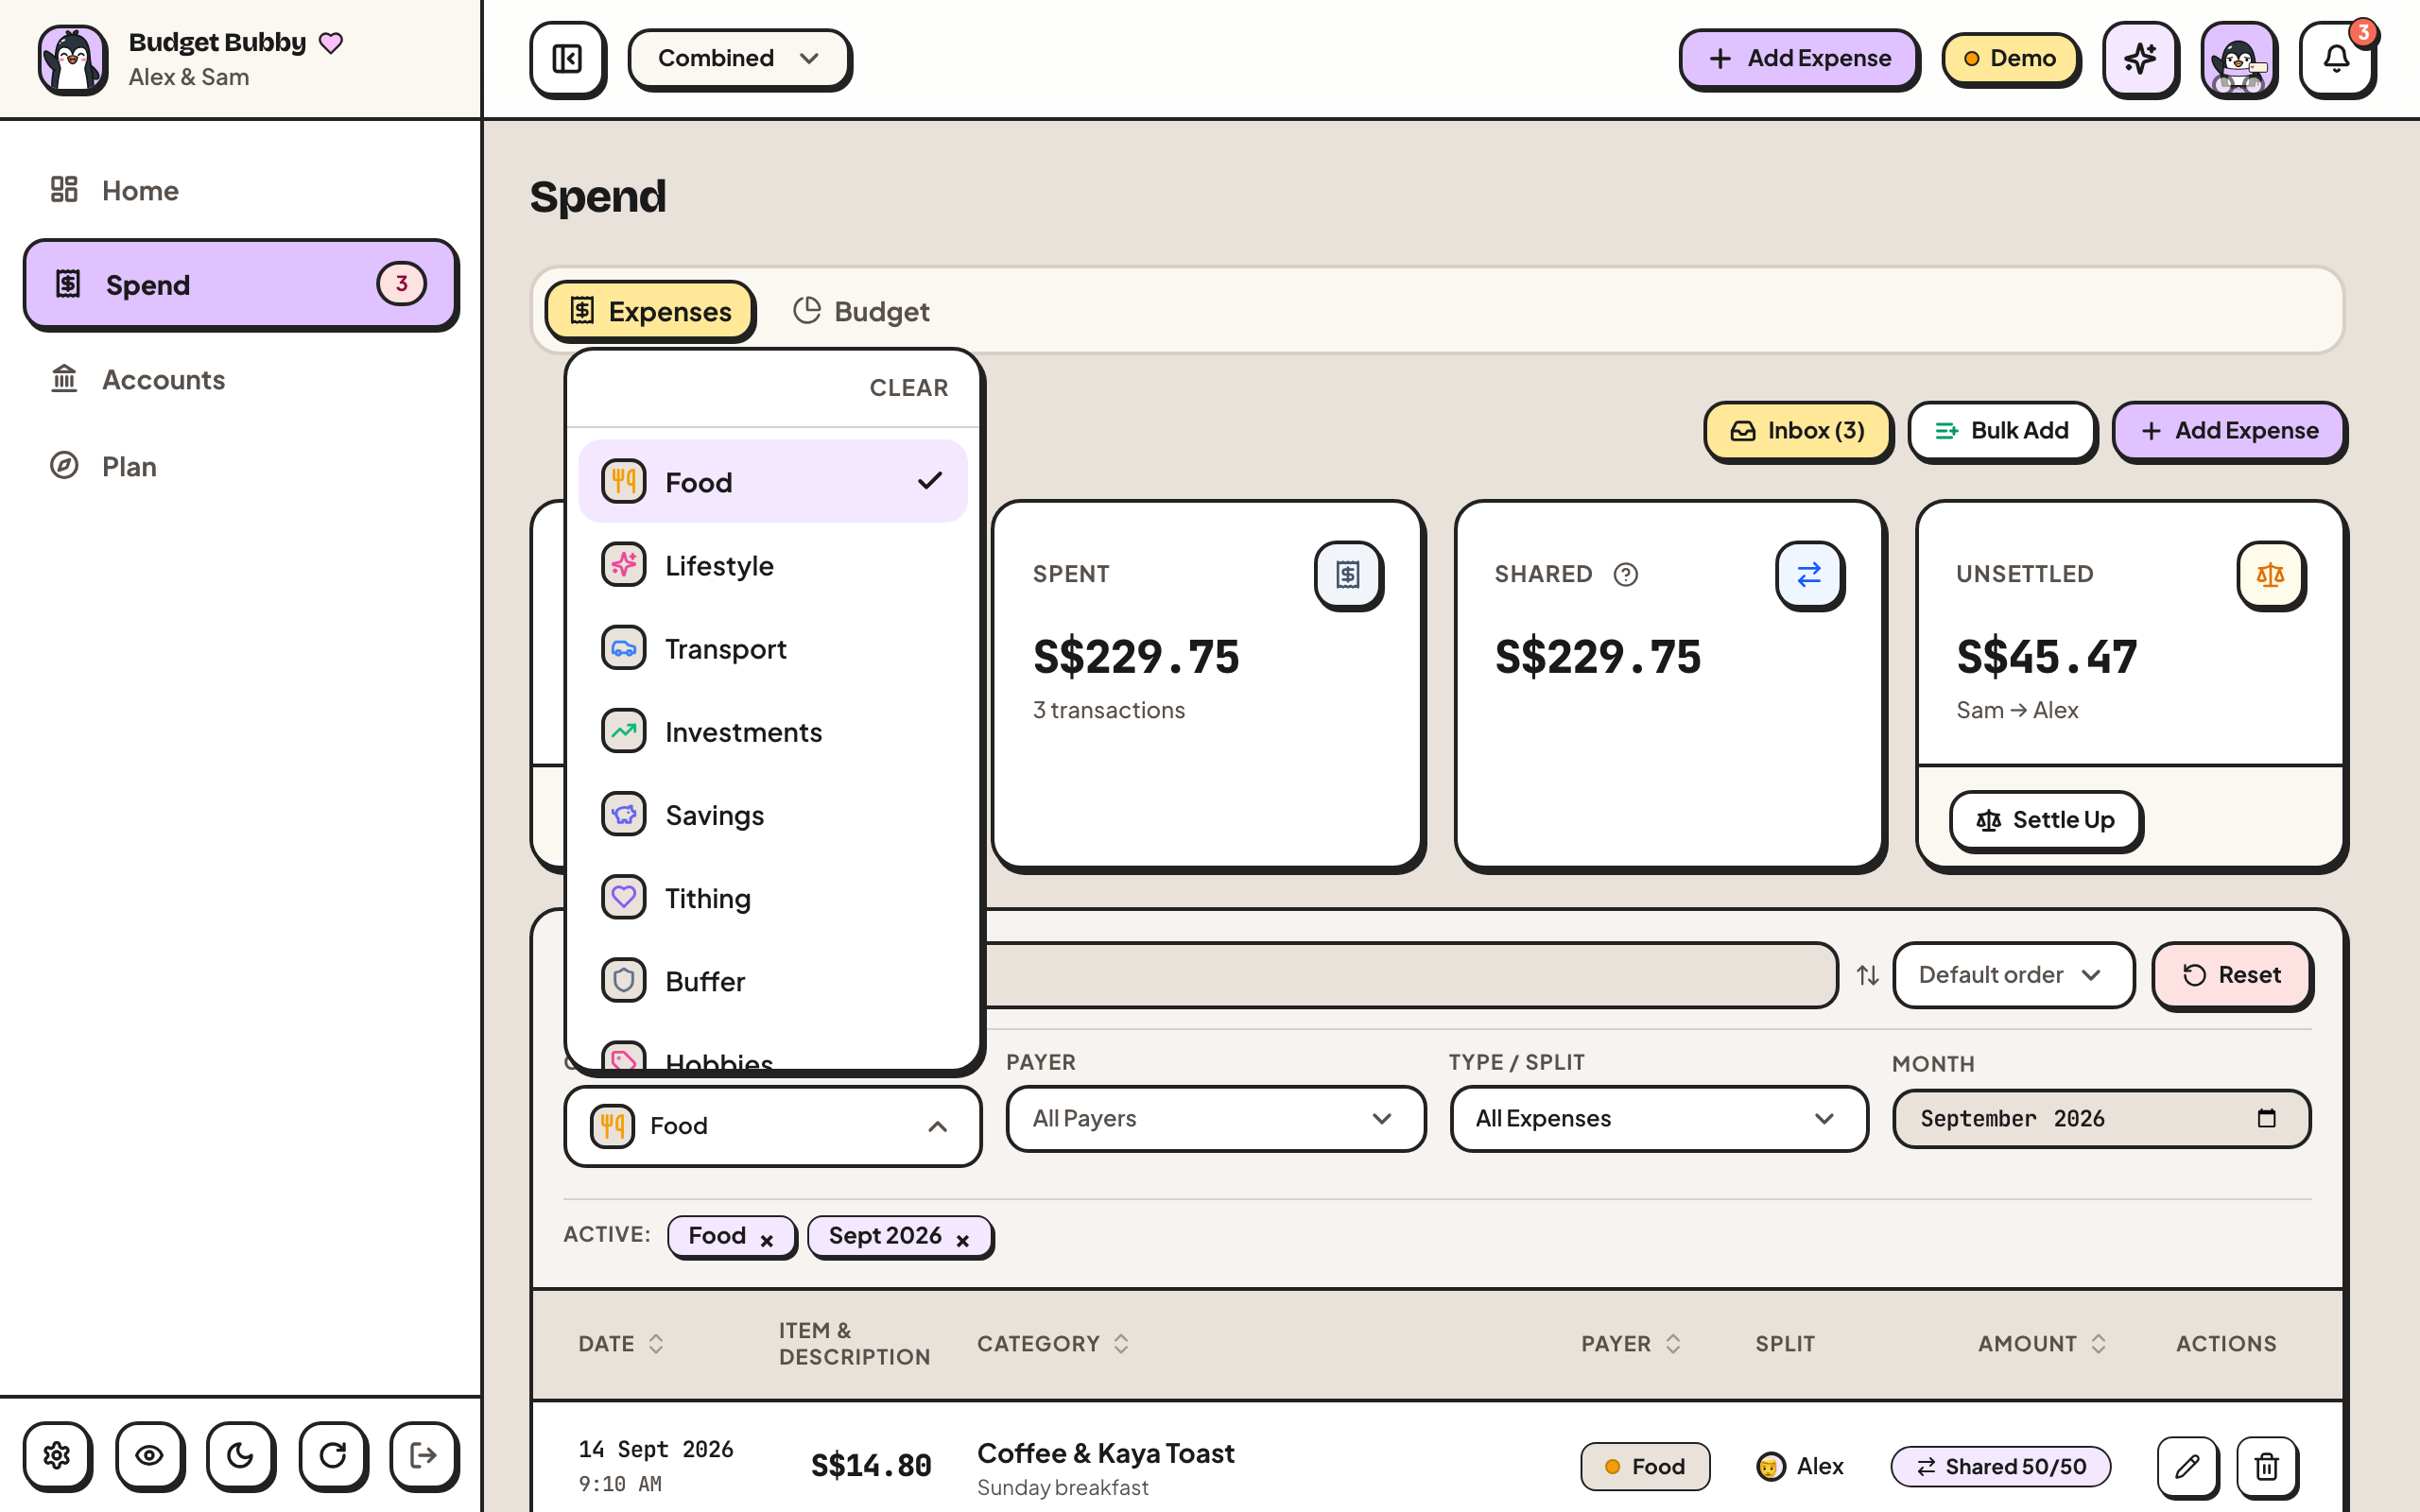 Budget Bubby
Alex & Sam
Combined
Add Expense
Demo
3
Home
Spend
3
Accounts
Plan
Spend
Expenses
Budget
Inbox (3)
Bulk Add
Add Expense
CLEAR
Food
Lifestyle
Transport
Investments
Savings
Tithing
Buffer
Hobbies
SPENT
S$229.75
3 transactions
SHARED
S$229.75
UNSETTLED
S$45.47
Sam → Alex
Settle Up
Default order
Reset
PAYER
TYPE / SPLIT
MONTH
Food
All Payers
All Expenses
September 2026
ACTIVE:
Food ×
Sept 2026 ×
DATE
ITEM &
DESCRIPTION
CATEGORY
PAYER
SPLIT
AMOUNT
ACTIONS
14 Sept 2026
9:10 AM
S$14.80
Coffee & Kaya Toast
Sunday breakfast
Food
Alex
Shared 50/50